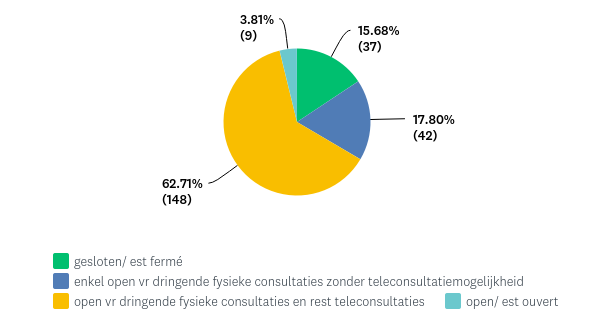 3.81%
(9)
15.68%
(37)
17.80%
(42)
62.71%
(148)
gesloten/ est fermé
enkel open vr dringende fysieke consultaties zonder teleconsultatiemogelijkheid
open vr dringende fysieke consultaties en rest teleconsultaties
open/ est ouvert